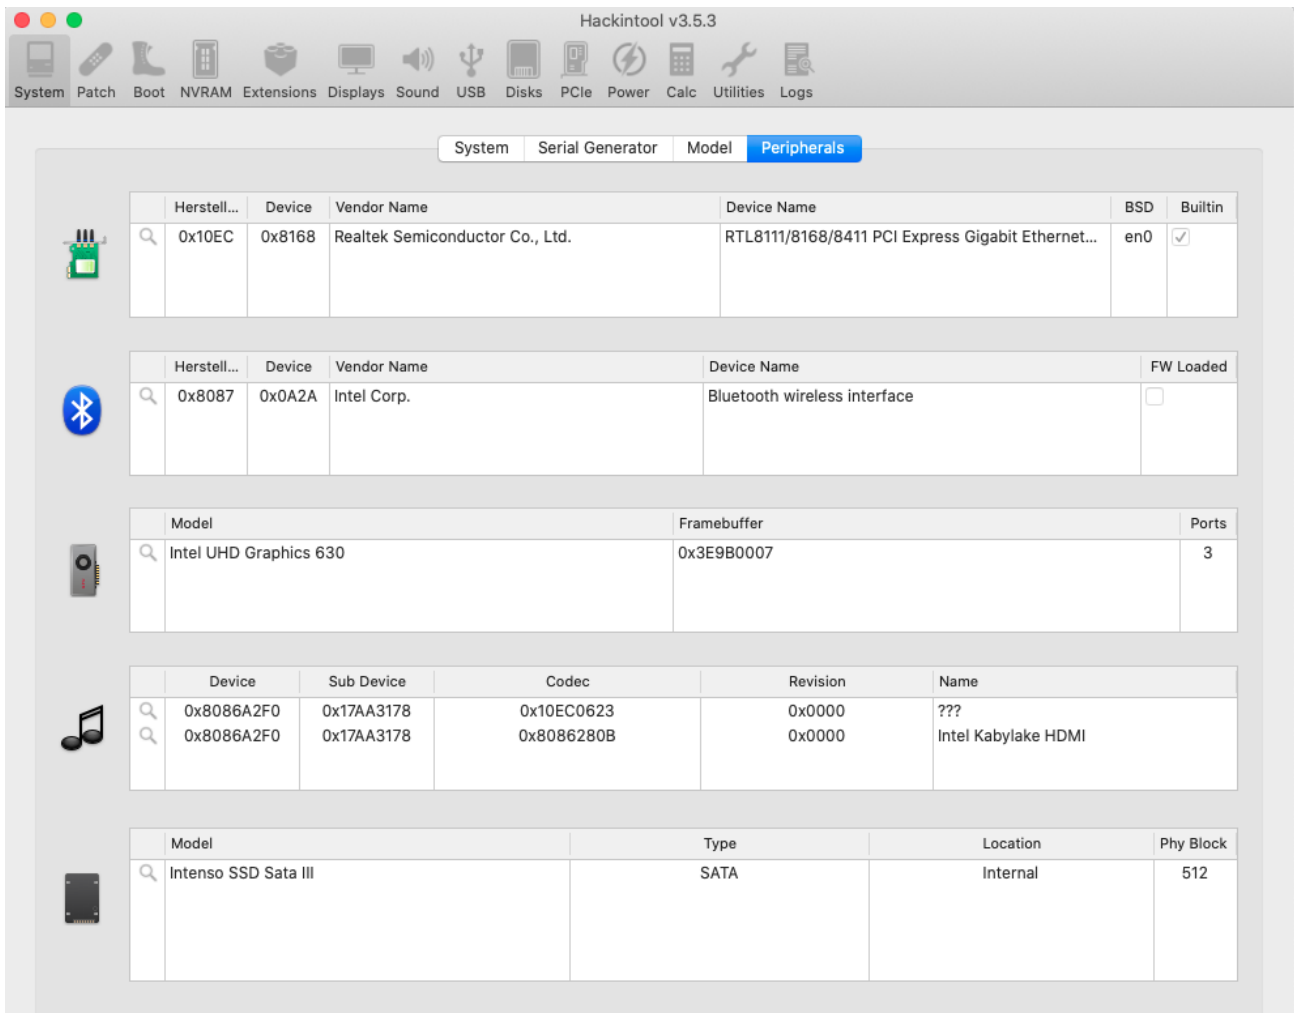 Hackintool v3.5.3
System Patch Boot NVRAM Extensions Displays Sound USB Disks PCIe Power Calc Utilities Logs
System Serial Generator Model Peripherals
Herstell... Device Vendor Name Device Name BSD Builtin
0x10EC 0x8168 Realtek Semiconductor Co., Ltd. RTL8111/8168/8411 PCI Express Gigabit Ethernet... en0
Herstell... Device Vendor Name Device Name FW Loaded
0x8087 0x0A2A Intel Corp. Bluetooth wireless interface
Model Framebuffer Ports
Intel UHD Graphics 630 0x3E9B0007 3
Device Sub Device Codec Revision Name
0x8086A2F0 0x17AA3178 0x10EC0623 0x0000 ???
0x8086A2F0 0x17AA3178 0x8086280B 0x0000 Intel Kabylake HDMI
Model Type Location Phy Block
Intenso SSD Sata III SATA Internal 512